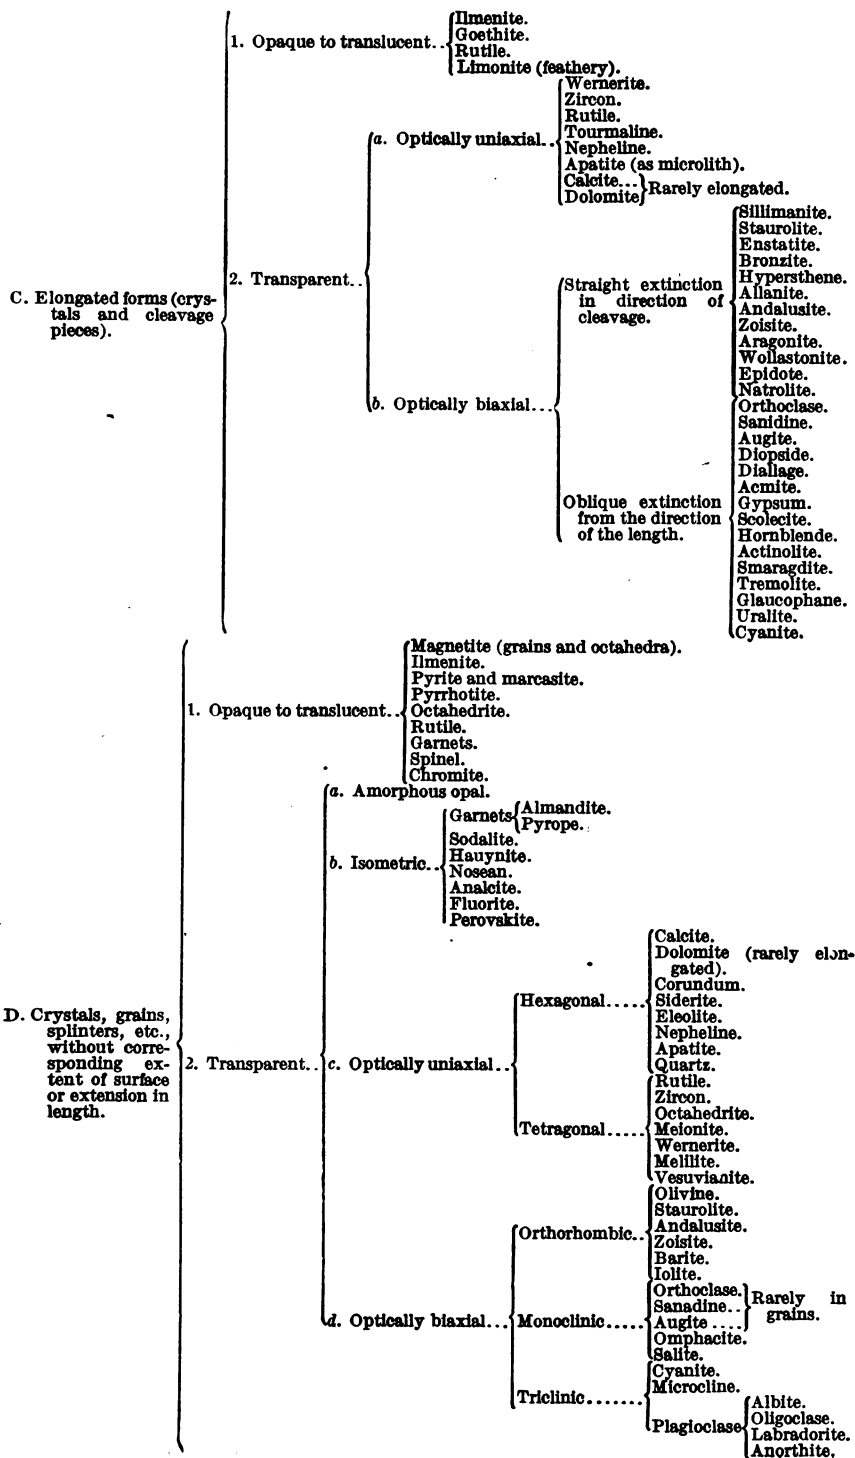 C. Elongated forms (crys-
tals and cleavage
pieces).
1. Opaque to translucent..
Ilmenite.
Goethite.
Rutile.
Limonite (feathery).
2. Transparent..
a. Optically uniaxial..
Wernerite.
Zircon.
Rutile.
Tourmaline.
Nepheline.
Apatite (as microlith).
Calcite...
Dolomite
Rarely elongated.
b. Optically biaxial...
Straight extinction
in direction of
cleavage.
Sillimanite.
Staurolite.
Enstatite.
Bronzite.
Hypersthene.
Allanite.
Andalusite.
Zoisite.
Aragonite.
Wollastonite.
Epidote.
Natrolite.
Oblique extinction
from the direction
of the length.
Orthoclase.
Sanidine.
Augite.
Diopside.
Diallage.
Acmite.
Gypsum.
Scolecite.
Hornblende.
Actinolite.
Smaragdite.
Tremolite.
Glaucophane.
Uralite.
Cyanite.
D. Crystals, grains,
splinters, etc.,
without corre-
sponding ex-
tent of surface
or extension in
length.
1. Opaque to translucent..
Magnetite (grains and octahedra).
Ilmenite.
Pyrite and marcasite.
Pyrrhotite.
Octahedrite.
Rutile.
Garnets.
Spinel.
Chromite.
2. Transparent..
a. Amorphous opal.
b. Isometric..
Garnets
Almandite.
Pyrope.
Sodalite.
Hauynite.
Nosean.
Analcite.
Fluorite.
Perovskite.
c. Optically uniaxial..
Hexagonal.....
Calcite.
Dolomite (rarely elon-
gated).
Corundum.
Siderite.
Eleolite.
Nepheline.
Apatite.
Quartz.
Tetragonal.....
Rutile.
Zircon.
Octahedrite.
Meionite.
Wernerite.
Melilite.
Vesuvianite.
d. Optically biaxial...
Orthorhombic..
Olivine.
Staurolite.
Andalusite.
Zoisite.
Barite.
Iolite.
Monoclinic.....
Orthoclase.
Sanadine..
Augite....
Rarely in
grains.
Omphacite.
Salite.
Triclinic.......
Cyanite.
Microcline.
Plagioclase
Albite.
Oligoclase.
Labradorite.
Anorthite.